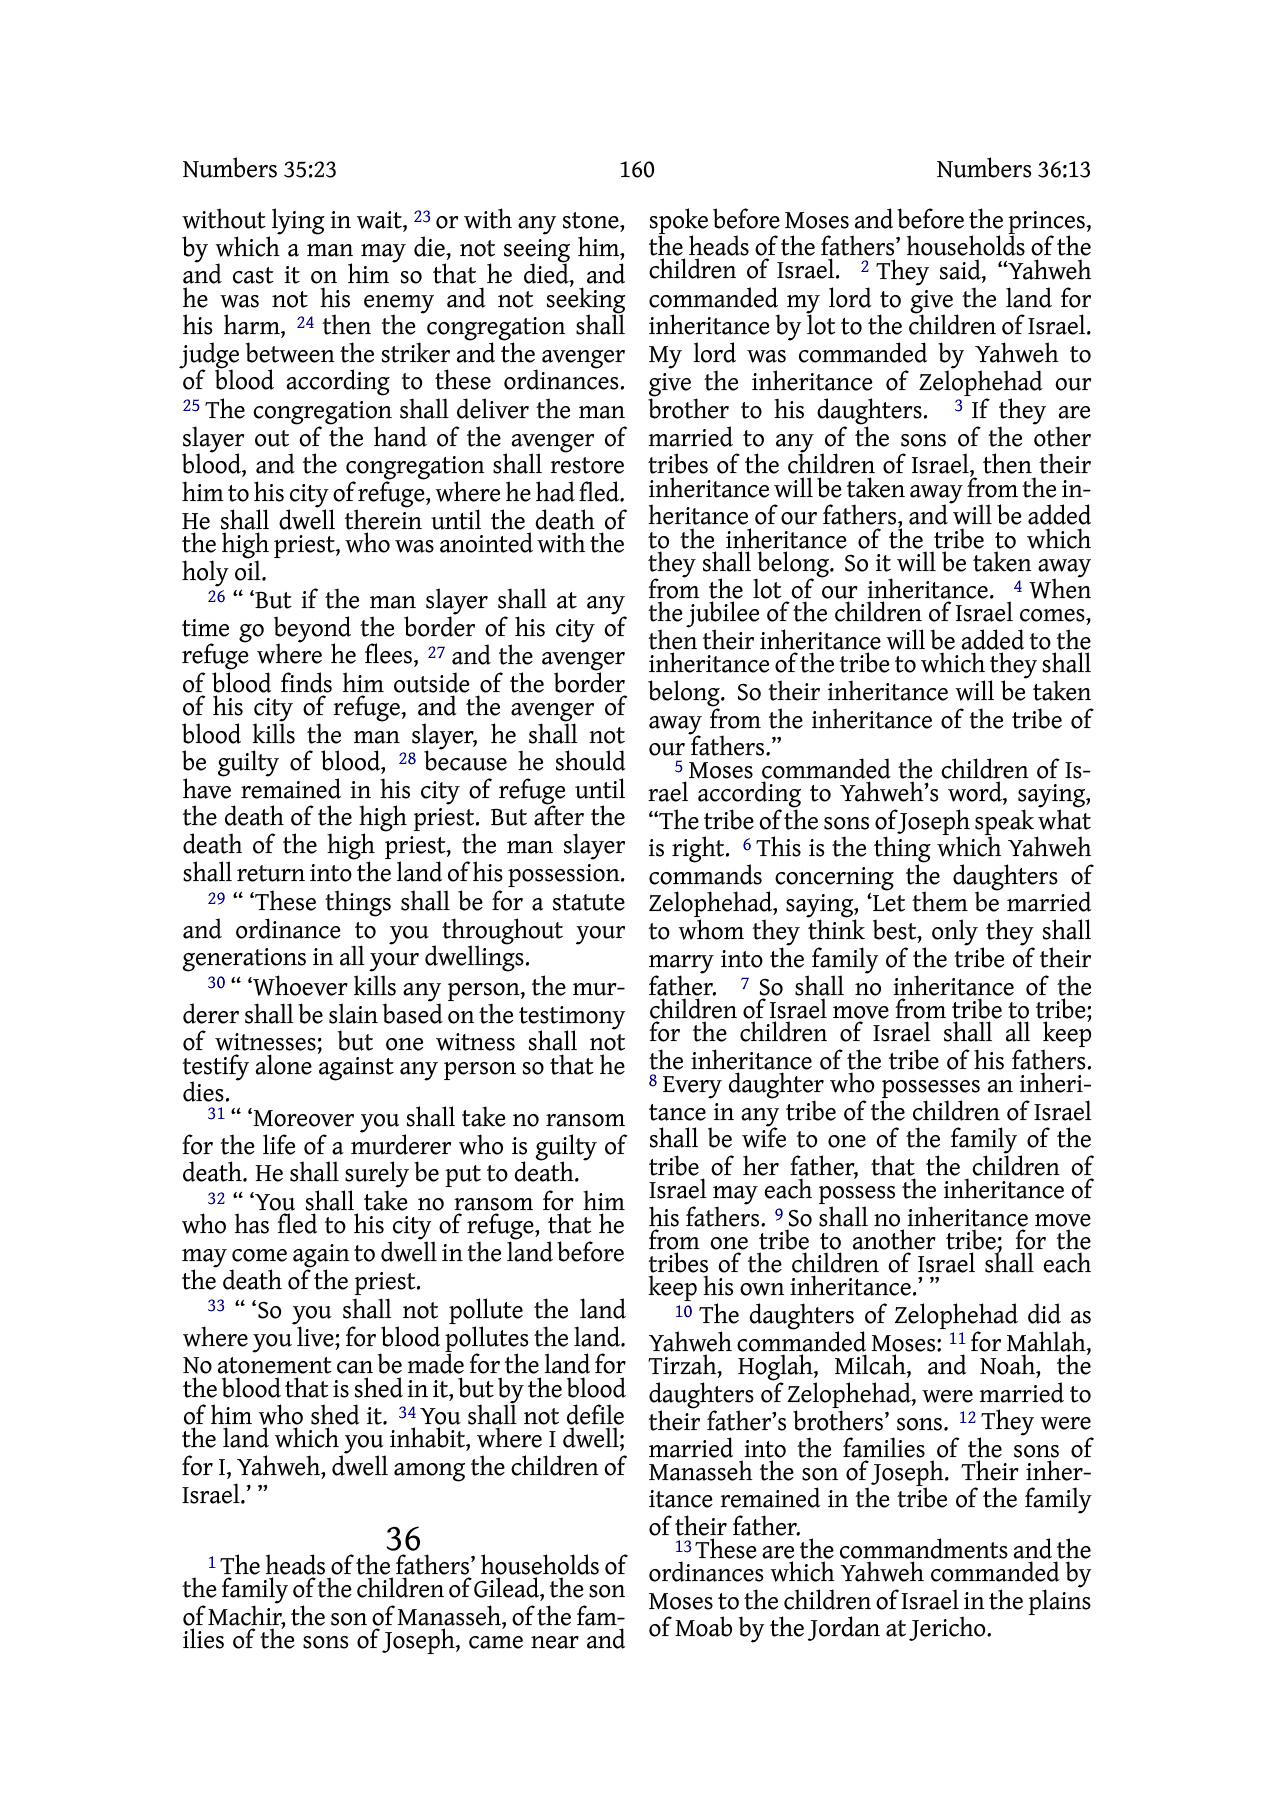 Numbers 35:23 160 Numbers 36:13
without lying in wait, 23 or with any stone,
by which a man may die, not seeing him,
and cast it on him so that he died, and
he was not his enemy and not seeking
his harm, 24 then the congregation shall
judge between the striker and the avenger
of blood according to these ordinances.
25 The congregation shall deliver the man
slayer out of the hand of the avenger of
blood, and the congregation shall restore
him to his city of refuge, where he had fled.
He shall dwell therein until the death of
the high priest, who was anointed with the
holy oil.
26 “ ‘But if the man slayer shall at any
time go beyond the border of his city of
refuge where he flees, 27 and the avenger
of blood finds him outside of the border
of his city of refuge, and the avenger of
blood kills the man slayer, he shall not
be guilty of blood, 28 because he should
have remained in his city of refuge until
the death of the high priest. But after the
death of the high priest, the man slayer
shall return into the land of his possession.
29 “ ‘These things shall be for a statute
and ordinance to you throughout your
generations in all your dwellings.
30 “ ‘Whoever kills any person, the mur-
derer shall be slain based on the testimony
of witnesses; but one witness shall not
testify alone against any person so that he
dies.
31 “ ‘Moreover you shall take no ransom
for the life of a murderer who is guilty of
death. He shall surely be put to death.
32 “ ‘You shall take no ransom for him
who has fled to his city of refuge, that he
may come again to dwell in the land before
the death of the priest.
33 “ ‘So you shall not pollute the land
where you live; for blood pollutes the land.
No atonement can be made for the land for
the blood that is shed in it, but by the blood
of him who shed it. 34 You shall not defile
the land which you inhabit, where I dwell;
for I, Yahweh, dwell among the children of
Israel.’ ”
36
1 The heads of the fathers’ households of
the family of the children of Gilead, the son
of Machir, the son of Manasseh, of the fam-
ilies of the sons of Joseph, came near and
spoke before Moses and before the princes,
the heads of the fathers’ households of the
children of Israel. 2 They said, “Yahweh
commanded my lord to give the land for
inheritance by lot to the children of Israel.
My lord was commanded by Yahweh to
give the inheritance of Zelophehad our
brother to his daughters. 3 If they are
married to any of the sons of the other
tribes of the children of Israel, then their
inheritance will be taken away from the in-
heritance of our fathers, and will be added
to the inheritance of the tribe to which
they shall belong. So it will be taken away
from the lot of our inheritance. 4 When
the jubilee of the children of Israel comes,
then their inheritance will be added to the
inheritance of the tribe to which they shall
belong. So their inheritance will be taken
away from the inheritance of the tribe of
our fathers.”
5 Moses commanded the children of Is-
rael according to Yahweh’s word, saying,
“The tribe of the sons of Joseph speak what
is right. 6 This is the thing which Yahweh
commands concerning the daughters of
Zelophehad, saying, ‘Let them be married
to whom they think best, only they shall
marry into the family of the tribe of their
father. 7 So shall no inheritance of the
children of Israel move from tribe to tribe;
for the children of Israel shall all keep
the inheritance of the tribe of his fathers.
8 Every daughter who possesses an inheri-
tance in any tribe of the children of Israel
shall be wife to one of the family of the
tribe of her father, that the children of
Israel may each possess the inheritance of
his fathers. 9 So shall no inheritance move
from one tribe to another tribe; for the
tribes of the children of Israel shall each
keep his own inheritance.’ ”
10 The daughters of Zelophehad did as
Yahweh commanded Moses: 11 for Mahlah,
Tirzah, Hoglah, Milcah, and Noah, the
daughters of Zelophehad, were married to
their father’s brothers’ sons. 12 They were
married into the families of the sons of
Manasseh the son of Joseph. Their inher-
itance remained in the tribe of the family
of their father.
13 These are the commandments and the
ordinances which Yahweh commanded by
Moses to the children of Israel in the plains
of Moab by the Jordan at Jericho.